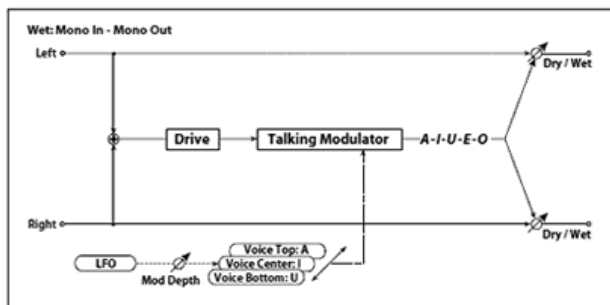 Wet: Mono In - Mono Out
Left
Dry / Wet
Drive
Talking Modulator
A-I-U-E-O
Right
Dry / Wet
LFO
Mod Depth
Voice Top: A
Voice Center: I
Voice Bottom: U